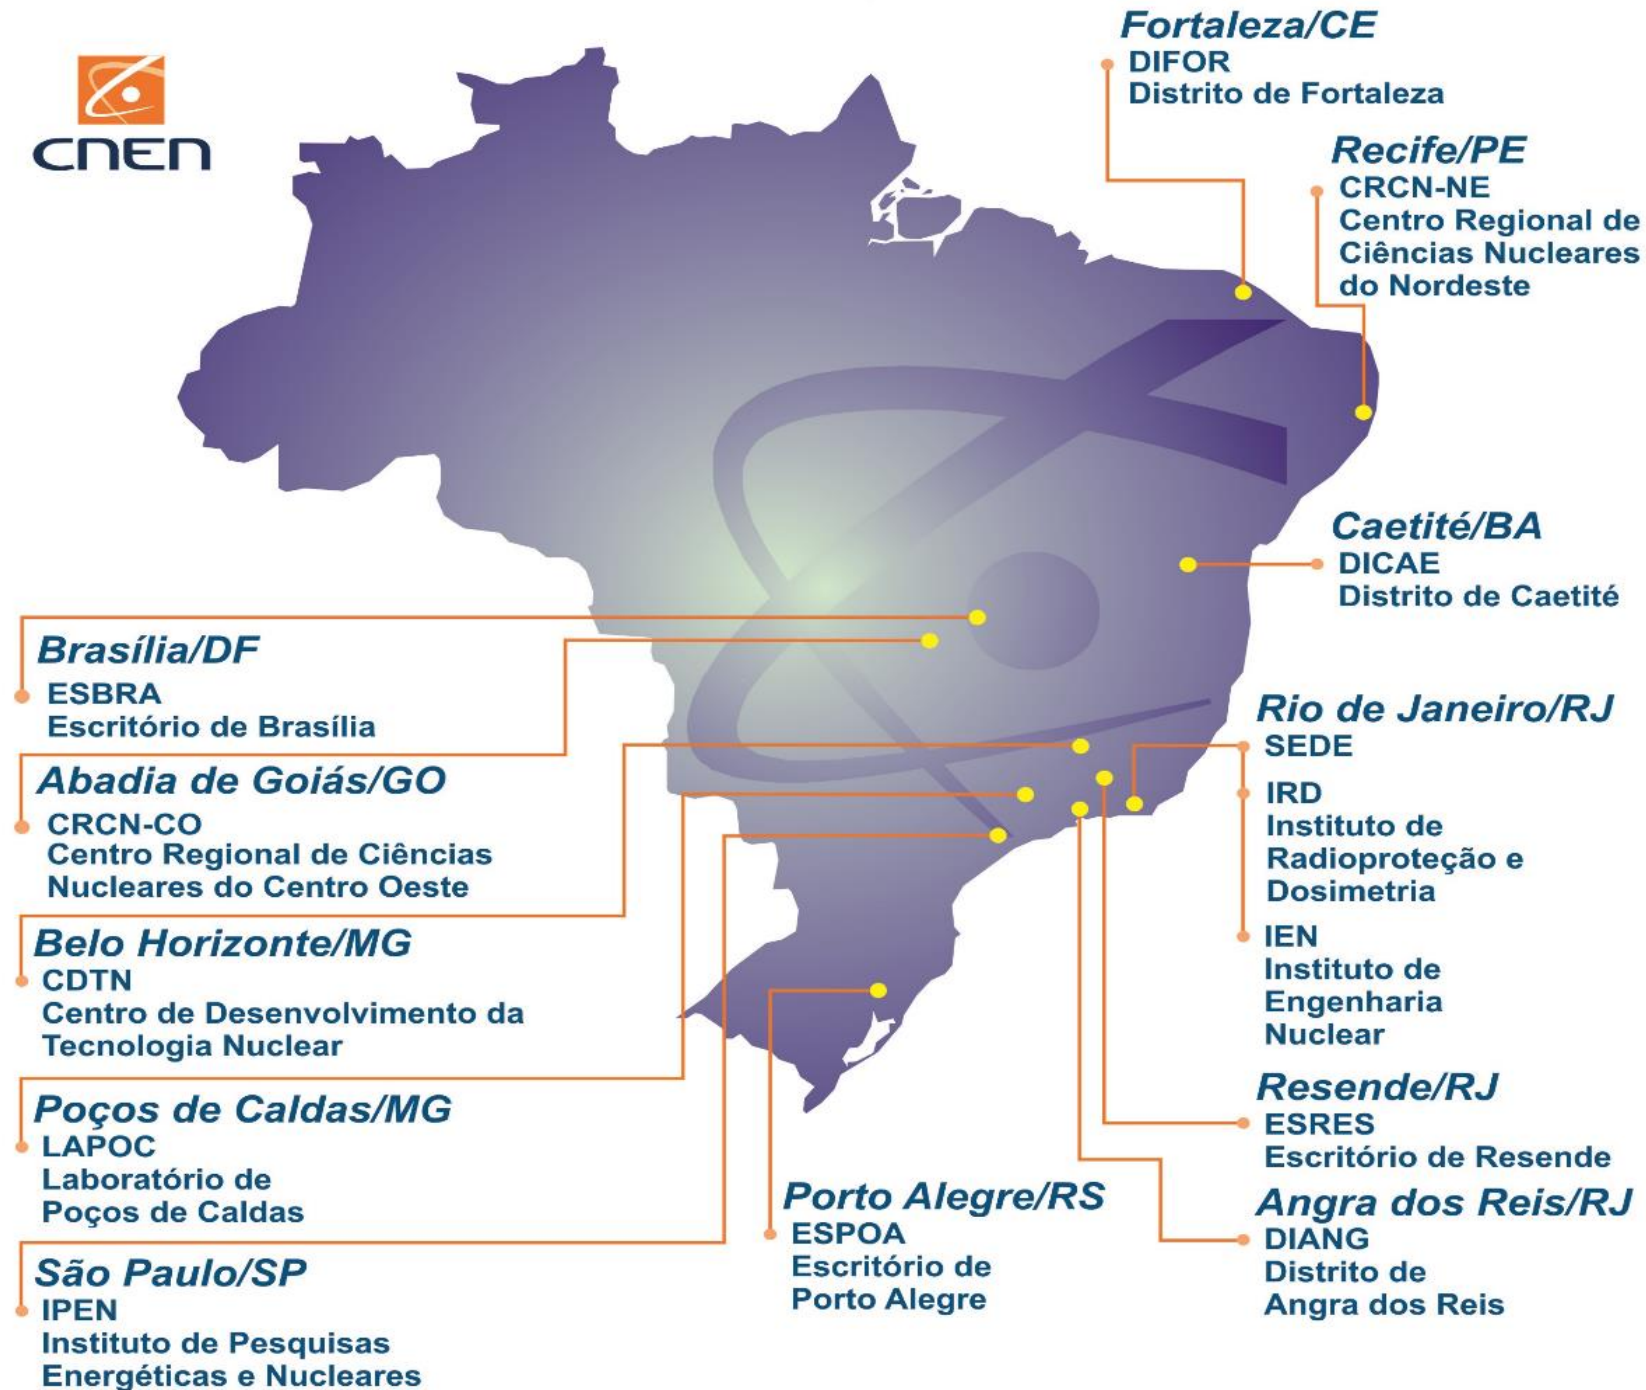 CNEN
Fortaleza/CE
DIFOR
Distrito de Fortaleza
Recife/PE
CRCN-NE
Centro Regional de
Ciências Nucleares
do Nordeste
Caetité/BA
DICAE
Distrito de Caetité
Brasília/DF
ESBRA
Escritório de Brasília
Abadia de Goiás/GO
CRCN-CO
Centro Regional de Ciências
Nucleares do Centro Oeste
Belo Horizonte/MG
CDTN
Centro de Desenvolvimento da
Tecnologia Nuclear
Poços de Caldas/MG
LAPOC
Laboratório de
Poços de Caldas
São Paulo/SP
IPEN
Instituto de Pesquisas
Energéticas e Nucleares
Porto Alegre/RS
ESPOA
Escritório de
Porto Alegre
Rio de Janeiro/RJ
SEDE
IRD
Instituto de
Radioproteção e
Dosimetria
IEN
Instituto de
Engenharia
Nuclear
Resende/RJ
ESRES
Escritório de Resende
Angra dos Reis/RJ
DIANG
Distrito de
Angra dos Reis